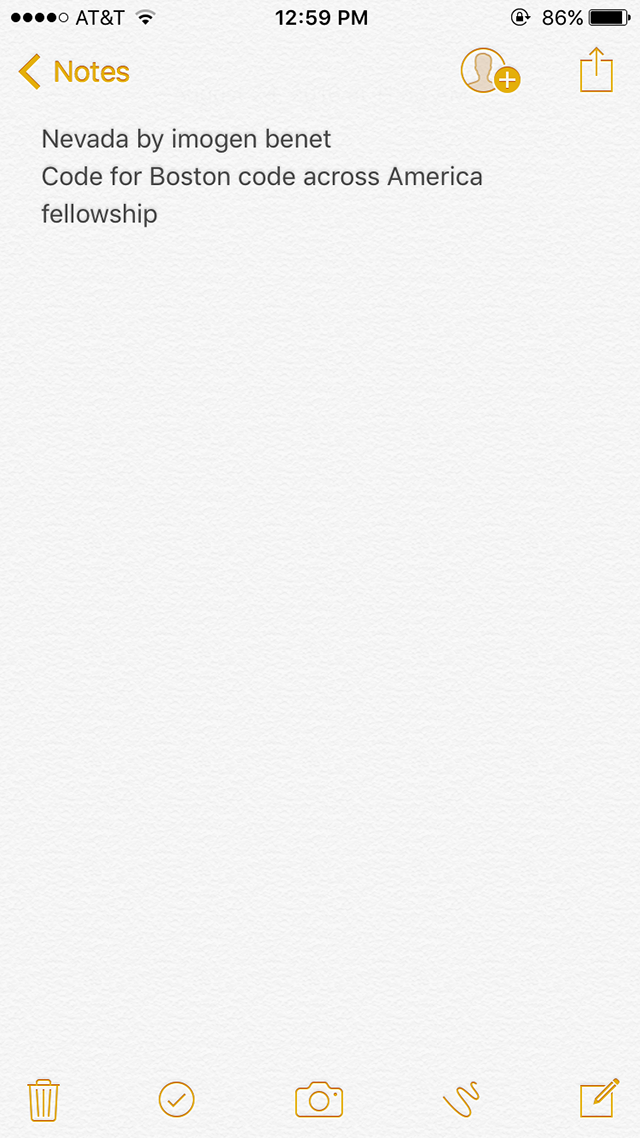 AT&T 12:59 PM 86%
Notes
Nevada by imogen benet
Code for Boston code across America
fellowship